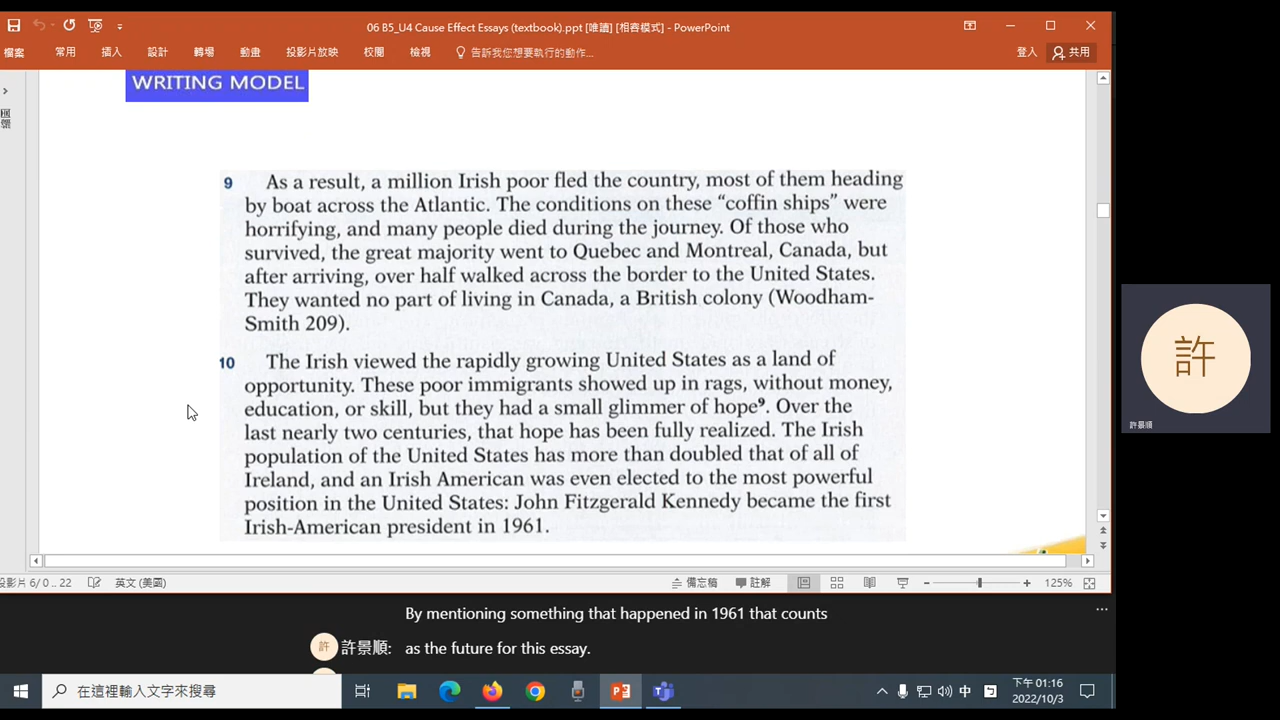 06 B5_U4 Cause Effect Essays (textbook).ppt [唯讀] [相容模式] - PowerPoint
檔案 常用 插入 設計 轉場 動畫 投影片放映 校閱 檢視 告訴我您想要執行的動作... 登入 共用
WRITING MODEL
9 As a result, a million Irish poor fled the country, most of them heading
by boat across the Atlantic. The conditions on these “coffin ships” were
horrifying, and many people died during the journey. Of those who
survived, the great majority went to Quebec and Montreal, Canada, but
after arriving, over half walked across the border to the United States.
They wanted no part of living in Canada, a British colony (Woodham-
Smith 209).
10 The Irish viewed the rapidly growing United States as a land of
opportunity. These poor immigrants showed up in rags, without money,
education, or skill, but they had a small glimmer of hope⁹. Over the
last nearly two centuries, that hope has been fully realized. The Irish
population of the United States has more than doubled that of all of
Ireland, and an Irish American was even elected to the most powerful
position in the United States: John Fitzgerald Kennedy became the first
Irish-American president in 1961.
許
許景順
投影片 6/0 .. 22 英文 (美國) 備忘稿 註解 125%
By mentioning something that happened in 1961 that counts
許 許景順: as the future for this essay.
在這裡輸入文字來搜尋
中
下午 01:16
2022/10/3